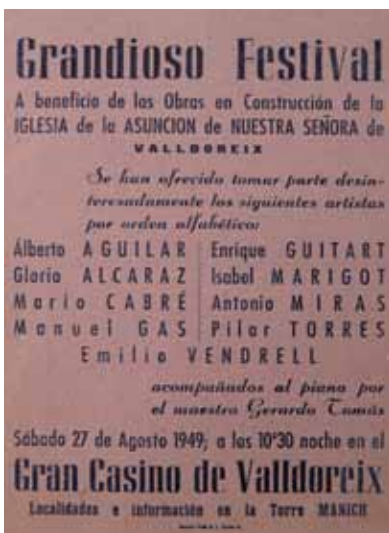 Grandioso Festival
A beneficio de las Obras en Construcción de la
IGLESIA de la ASUNCION de NUESTRA SEÑORA de
VALLDOREIX
Se han ofrecido tomar parte desin-
teresadamente los siguientes artistas
por orden alfabético:
Alberto AGUILAR Enrique GUITART
Gloria ALCARAZ Isabel MARIGOT
Mario CABRÉ Antonio MIRAS
Manuel GAS Pilar TORRES
Emilio VENDRELL
acompañados al piano por
el maestro Gerardo Tomás
Sábado 27 de Agosto 1949; a las 10'30 noche en el
Gran Casino de Valldoreix
Localidades e información en la Torre MANICH